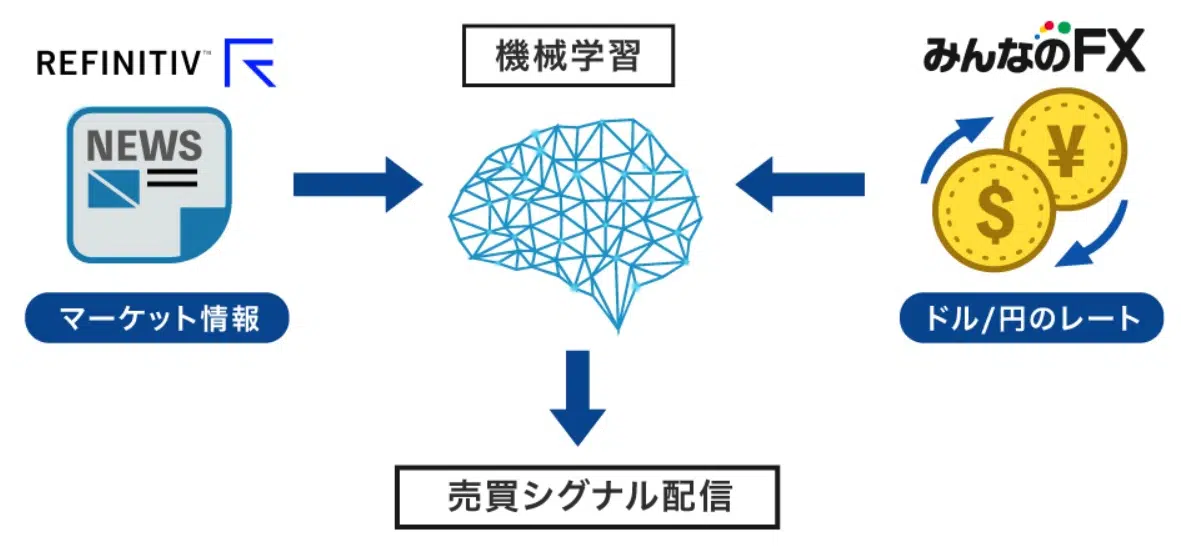 REFINITIV™
機械学習
みんなのFX
NEWS
¥
$
マーケット情報
ドル/円のレート
売買シグナル配信